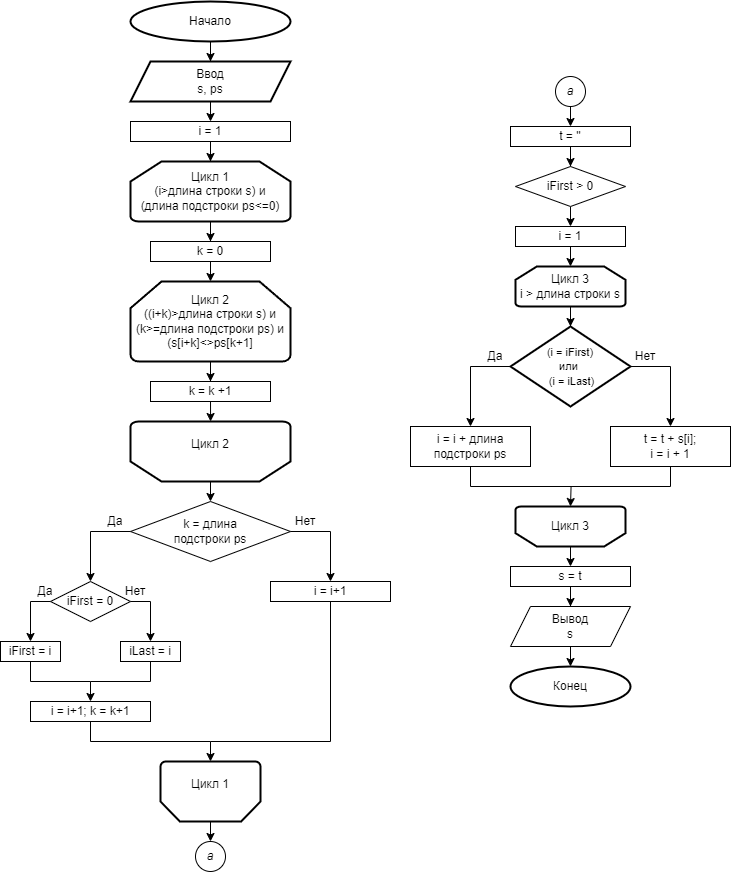 Начало
Ввод
s, ps
i = 1
Цикл 1
(i>длина строки s) и
(длина подстроки ps<=0)
k = 0
Цикл 2
((i+k)>длина строки s) и
(k>=длина подстроки ps) и
(s[i+k]<>ps[k+1]
k = k +1
Цикл 2
k = длина
подстроки ps
Да
Нет
iFirst = 0
Да
Нет
i = i+1
iFirst = i
iLast = i
i = i+1; k = k+1
Цикл 1
a
a
t = ''
iFirst > 0
i = 1
Цикл 3
i > длина строки s
(i = iFirst)
или
(i = iLast)
Да
Нет
i = i + длина
подстроки ps
t = t + s[i];
i = i + 1
Цикл 3
s = t
Вывод
s
Конец